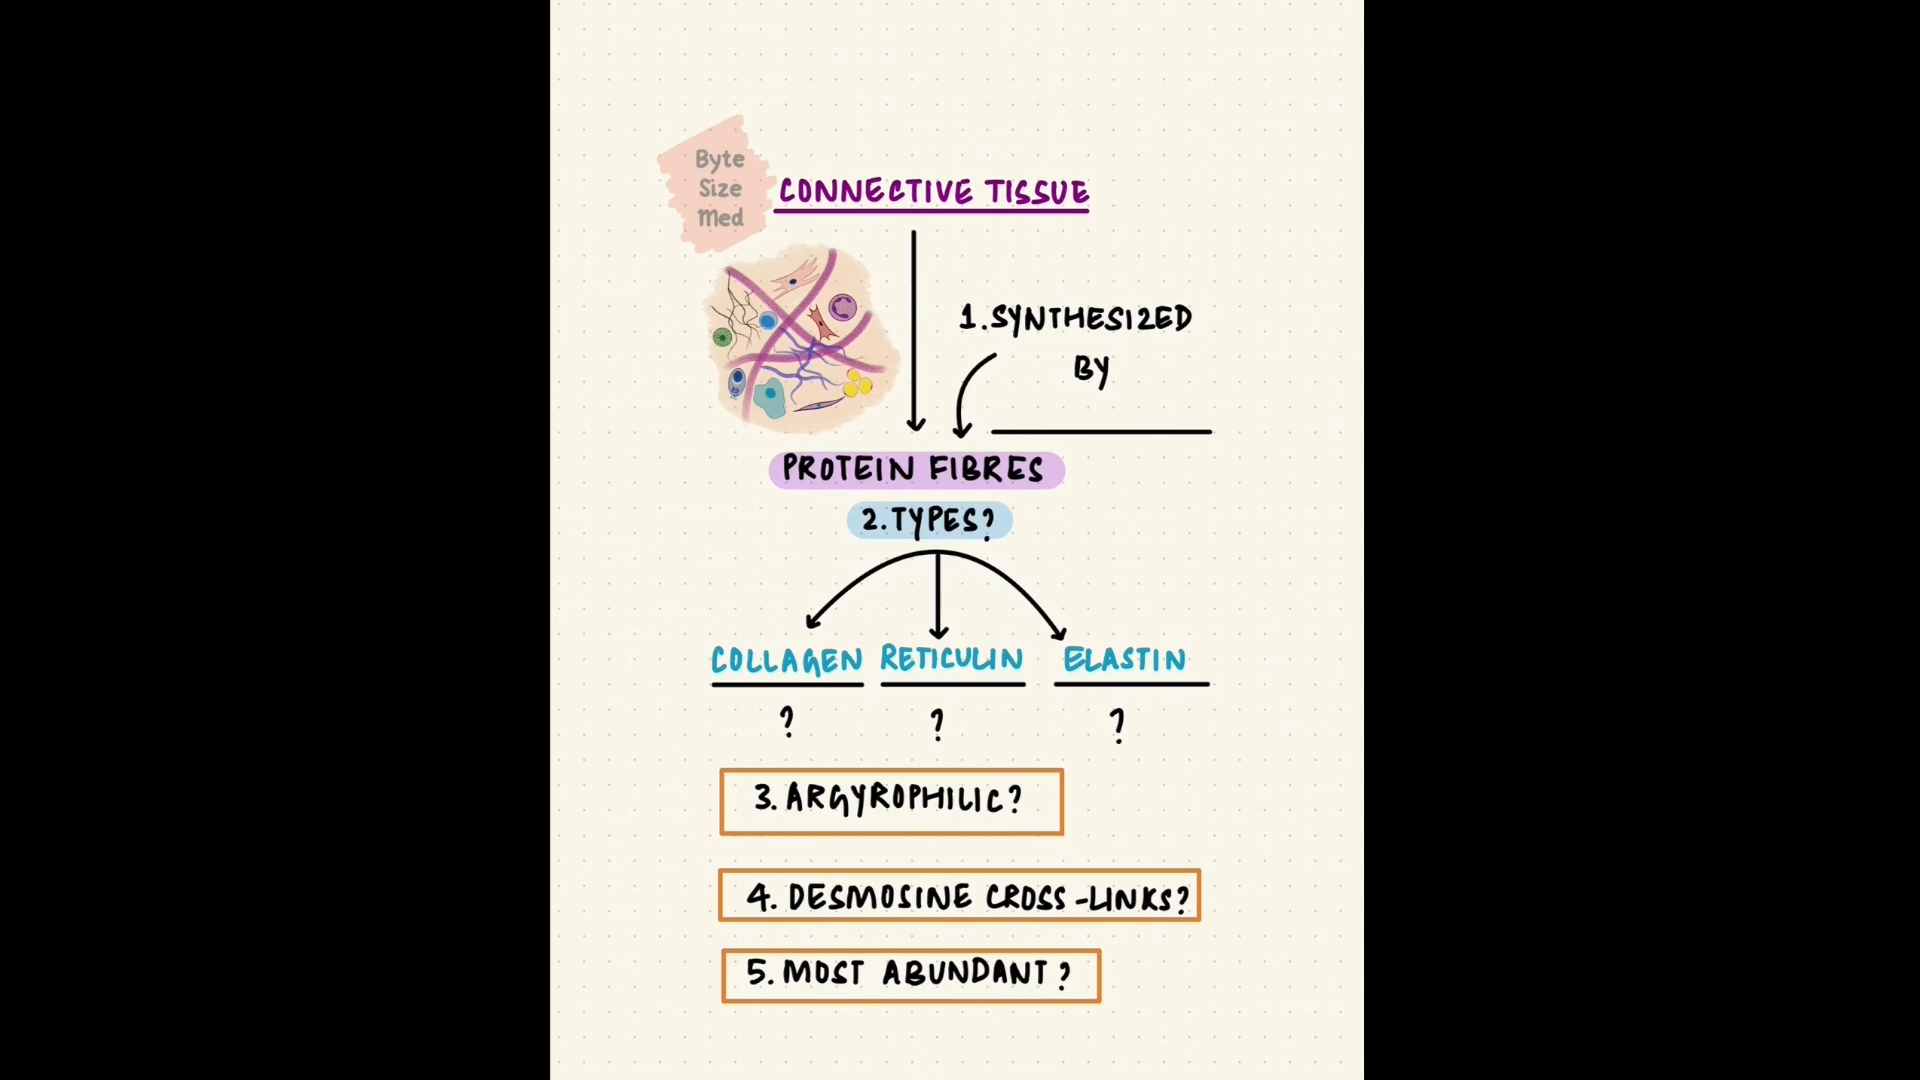 Byte
Size
Med
CONNECTIVE TISSUE
1. SYNTHESIZED
BY
PROTEIN FIBRES
2. TYPES?
COLLAGEN RETICULIN ELASTIN
? ? ?
3. ARGYROPHILIC?
4. DESMOSINE CROSS-LINKS?
5. MOST ABUNDANT?